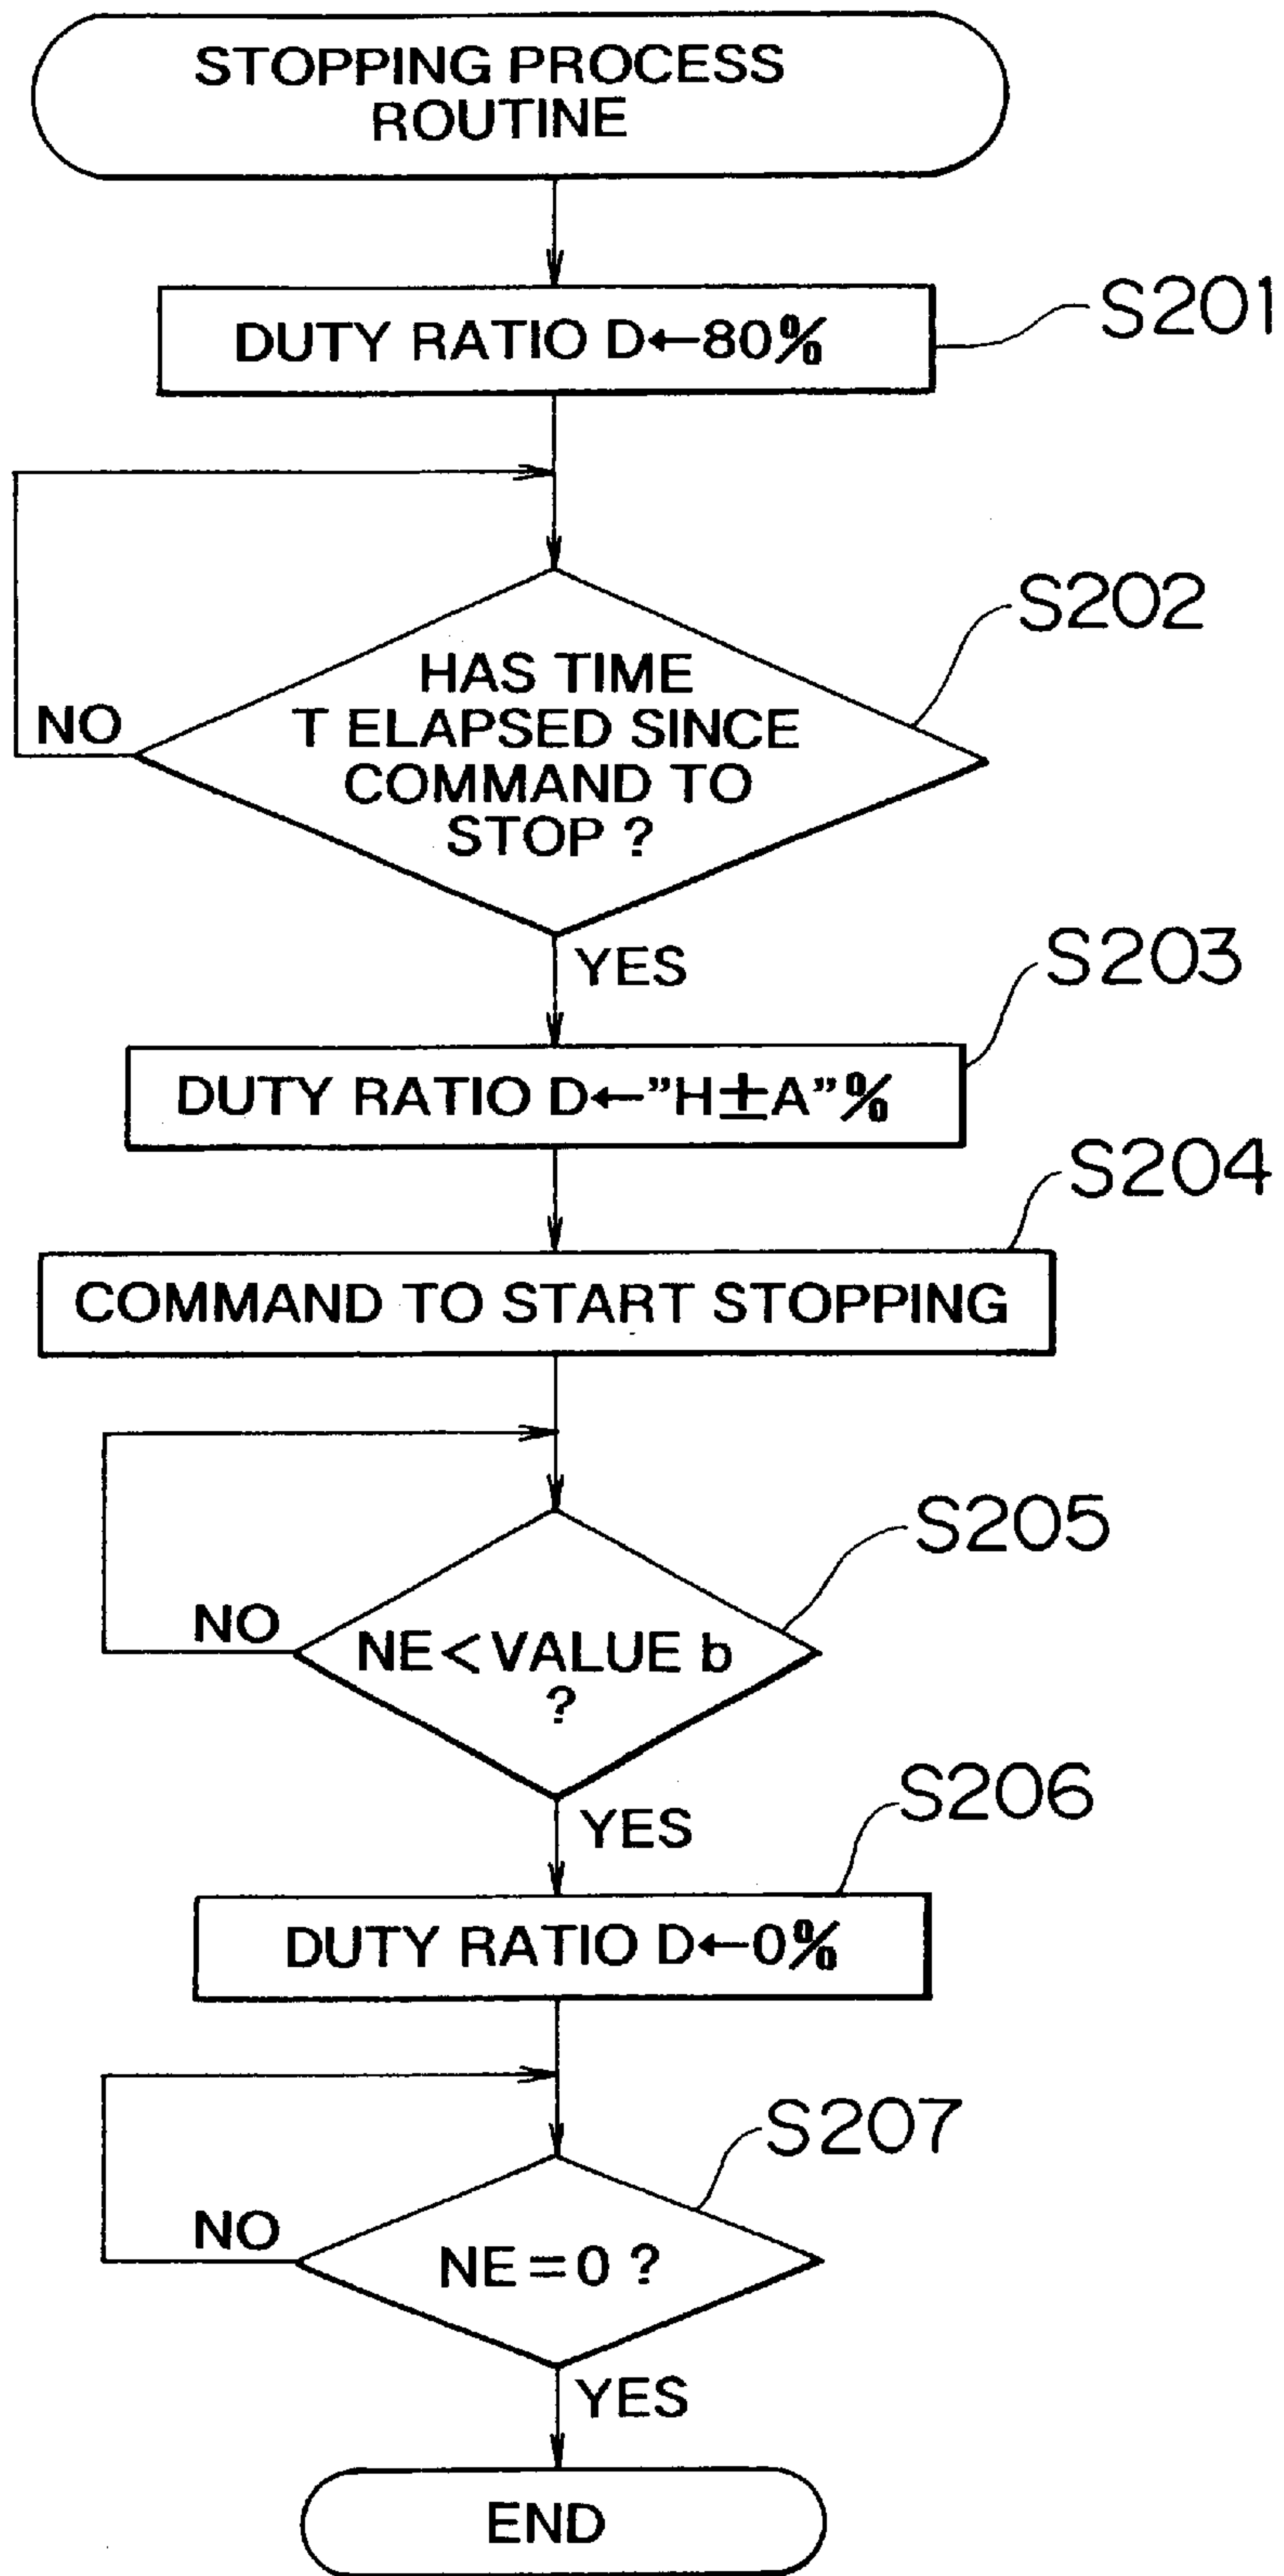 STOPPING PROCESS
ROUTINE
DUTY RATIO D←80%
S201
S202
HAS TIME
T ELAPSED SINCE
COMMAND TO
STOP ?
NO
YES
S203
DUTY RATIO D←”H±A”%
S204
COMMAND TO START STOPPING
S205
NO
NE<VALUE b
?
YES
S206
DUTY RATIO D←0%
S207
NO
NE=0 ?
YES
END